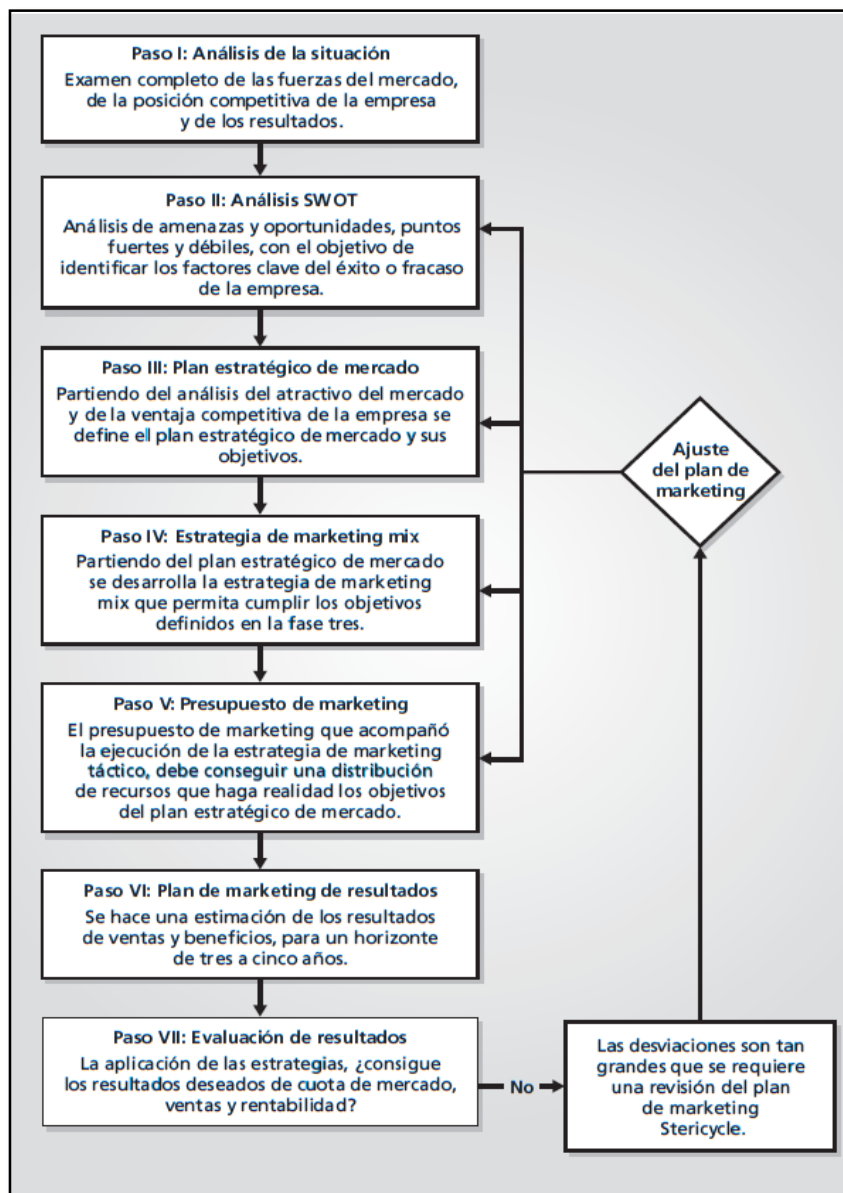 Paso I: Análisis de la situación
Examen completo de las fuerzas del mercado,
de la posición competitiva de la empresa
y de los resultados.
Paso II: Análisis SWOT
Análisis de amenazas y oportunidades, puntos
fuertes y débiles, con el objetivo de
identificar los factores clave del éxito o fracaso
de la empresa.
Paso III: Plan estratégico de mercado
Partiendo del análisis del atractivo del mercado
y de la ventaja competitiva de la empresa se
define el plan estratégico de mercado y sus
objetivos.
Ajuste
del plan de
marketing
Paso IV: Estrategia de marketing mix
Partiendo del plan estratégico de mercado
se desarrolla la estrategia de marketing
mix que permita cumplir los objetivos
definidos en la fase tres.
Paso V: Presupuesto de marketing
El presupuesto de marketing que acompañó
la ejecución de la estrategia de marketing
táctico, debe conseguir una distribución
de recursos que haga realidad los objetivos
del plan estratégico de mercado.
Paso VI: Plan de marketing de resultados
Se hace una estimación de los resultados
de ventas y beneficios, para un horizonte
de tres a cinco años.
Paso VII: Evaluación de resultados
La aplicación de las estrategias, ¿consigue
los resultados deseados de cuota de mercado,
ventas y rentabilidad?
No
Las desviaciones son tan
grandes que se requiere
una revisión del plan
de marketing
Stericycle.